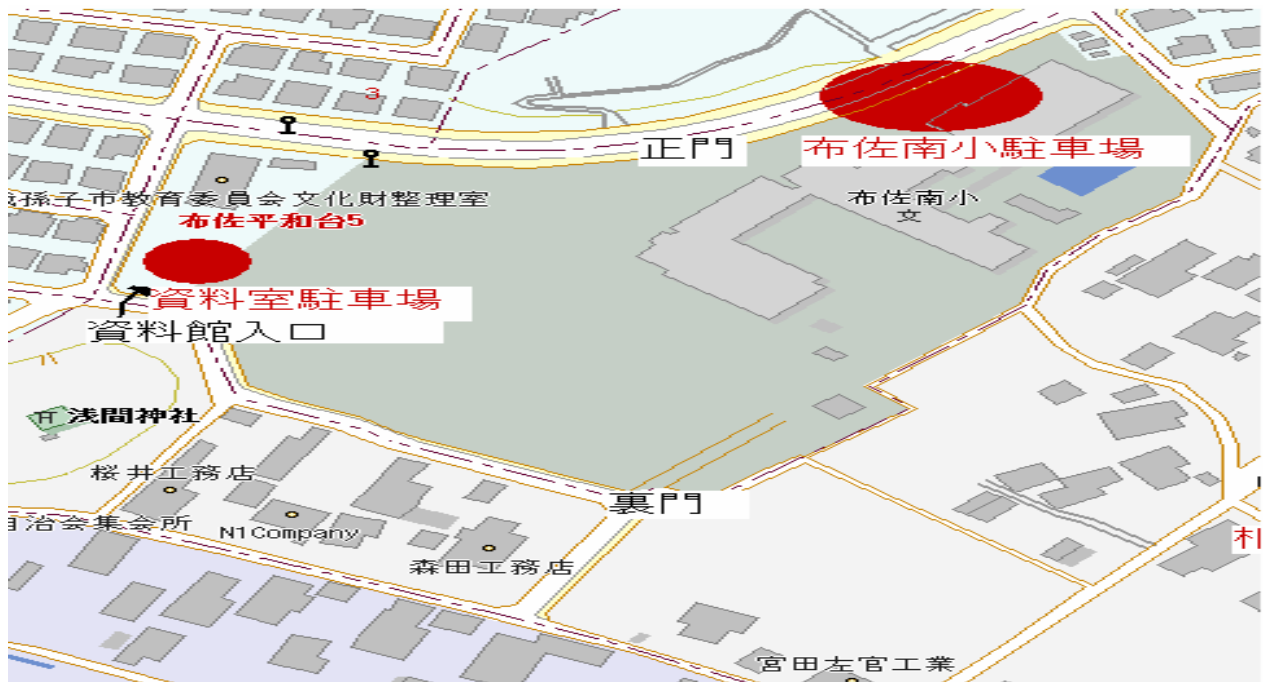 3
正門
布佐南小駐車場
我孫子市教育委員会文化財整理室
布佐南小
文
布佐平和台5
資料室駐車場
資料館入口
浅間神社
桜井工務店
裏門
自治会集会所
N1Company
森田工務店
宮田左官工業